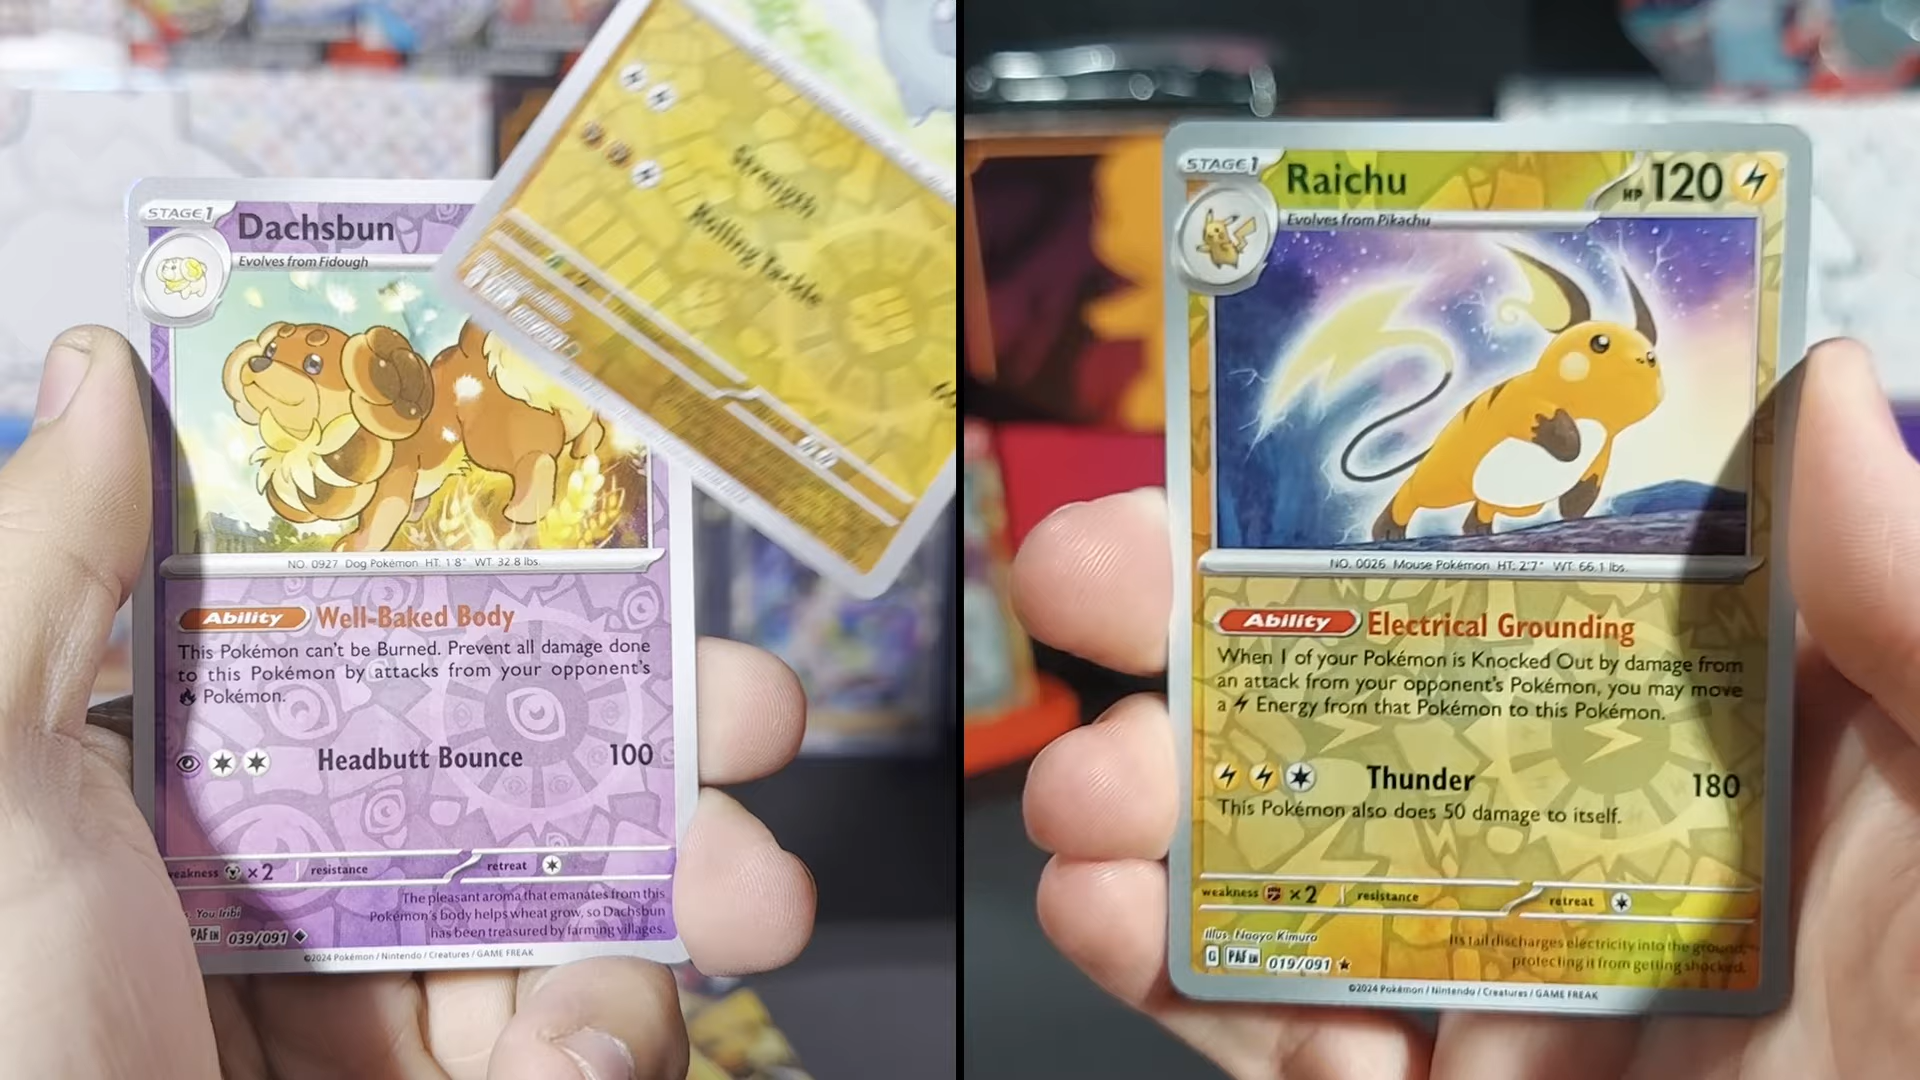 STAGE1
Dachsbun
Evolves from Fidough
NO. 0927 Dog Pokémon HT: 1'8" WT: 32.8 lbs.
Ability Well-Baked Body
This Pokémon can't be Burned. Prevent all damage done
to this Pokémon by attacks from your opponent's
Pokémon.
Headbutt Bounce 100
weakness ×2 resistance retreat
The pleasant aroma that emanates from this
Pokémon's body helps wheat grow, so Dachsbun
has been treasured by farming villages.
You Iribi
PAF EN 039/091
©2024 Pokémon / Nintendo / Creatures / GAME FREAK
Strength
Rolling Tackle
STAGE1
Raichu
HP 120
Evolves from Pikachu
NO. 0026 Mouse Pokémon HT: 2'7" WT: 66.1 lbs.
Ability Electrical Grounding
When 1 of your Pokémon is Knocked Out by damage from
an attack from your opponent's Pokémon, you may move
a Energy from that Pokémon to this Pokémon.
Thunder 180
This Pokémon also does 50 damage to itself.
weakness ×2 resistance retreat
Illus. Naoyo Kimura
Its tail discharges electricity into the ground,
protecting it from getting shocked.
G PAF EN 019/091
©2024 Pokémon / Nintendo / Creatures / GAME FREAK